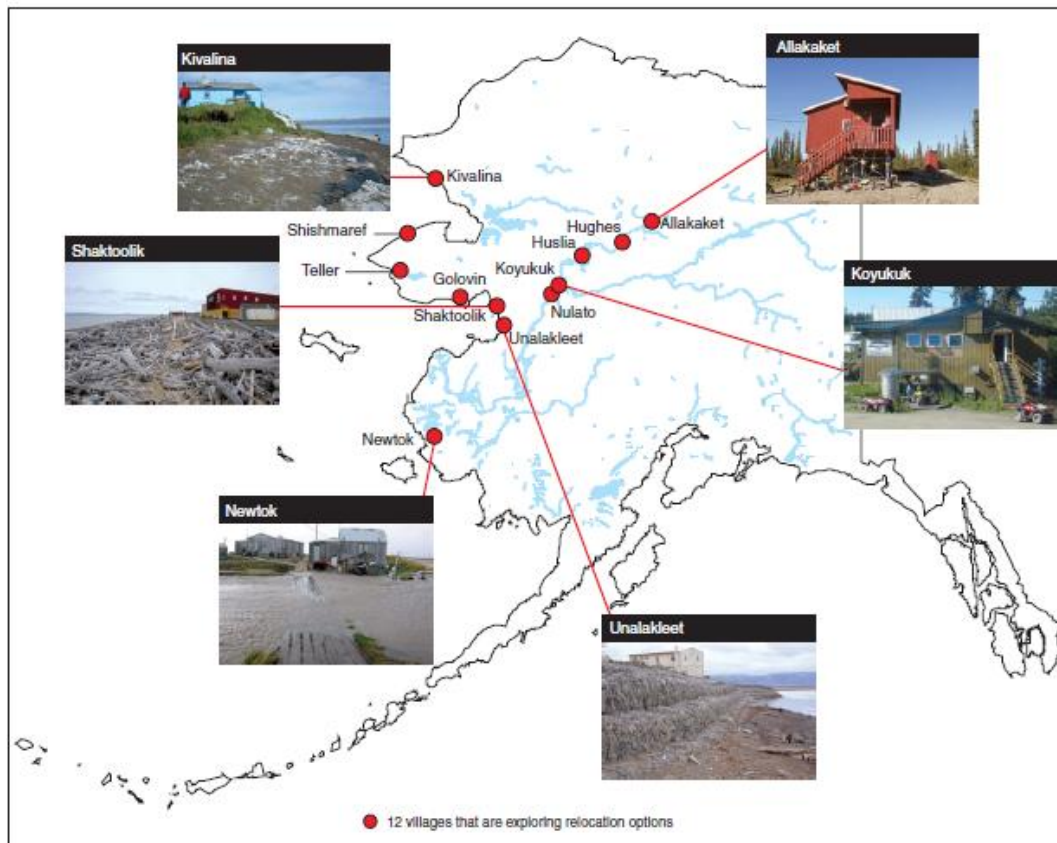 Kivalina
Allakaket
Kivalina
Shishmaref
Allakaket
Hughes
Huslia
Shaktoolik
Teller
Golovin
Koyukuk
Koyukuk
Shaktoolik
Nulato
Unalakleet
Newtok
Newtok
Unalakleet
12 villages that are exploring relocation options